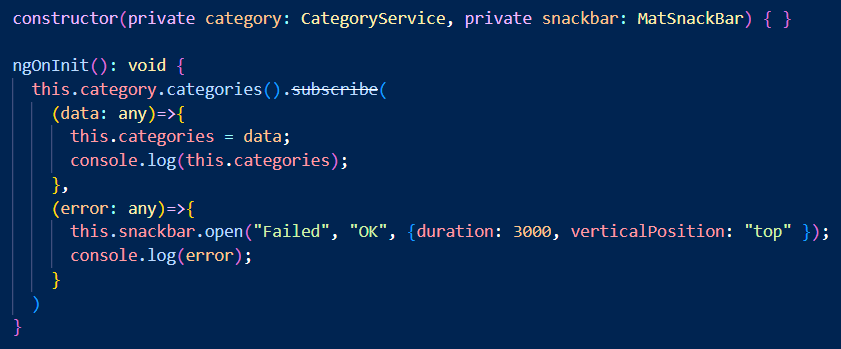 constructor(private category: CategoryService, private snackbar: MatSnackBar) { }
ngOnInit(): void {
this.category.categories().subscribe(
(data: any)=>{
this.categories = data;
console.log(this.categories);
},
(error: any)=>{
this.snackbar.open("Failed", "OK", {duration: 3000, verticalPosition: "top" });
console.log(error);
}
)
}